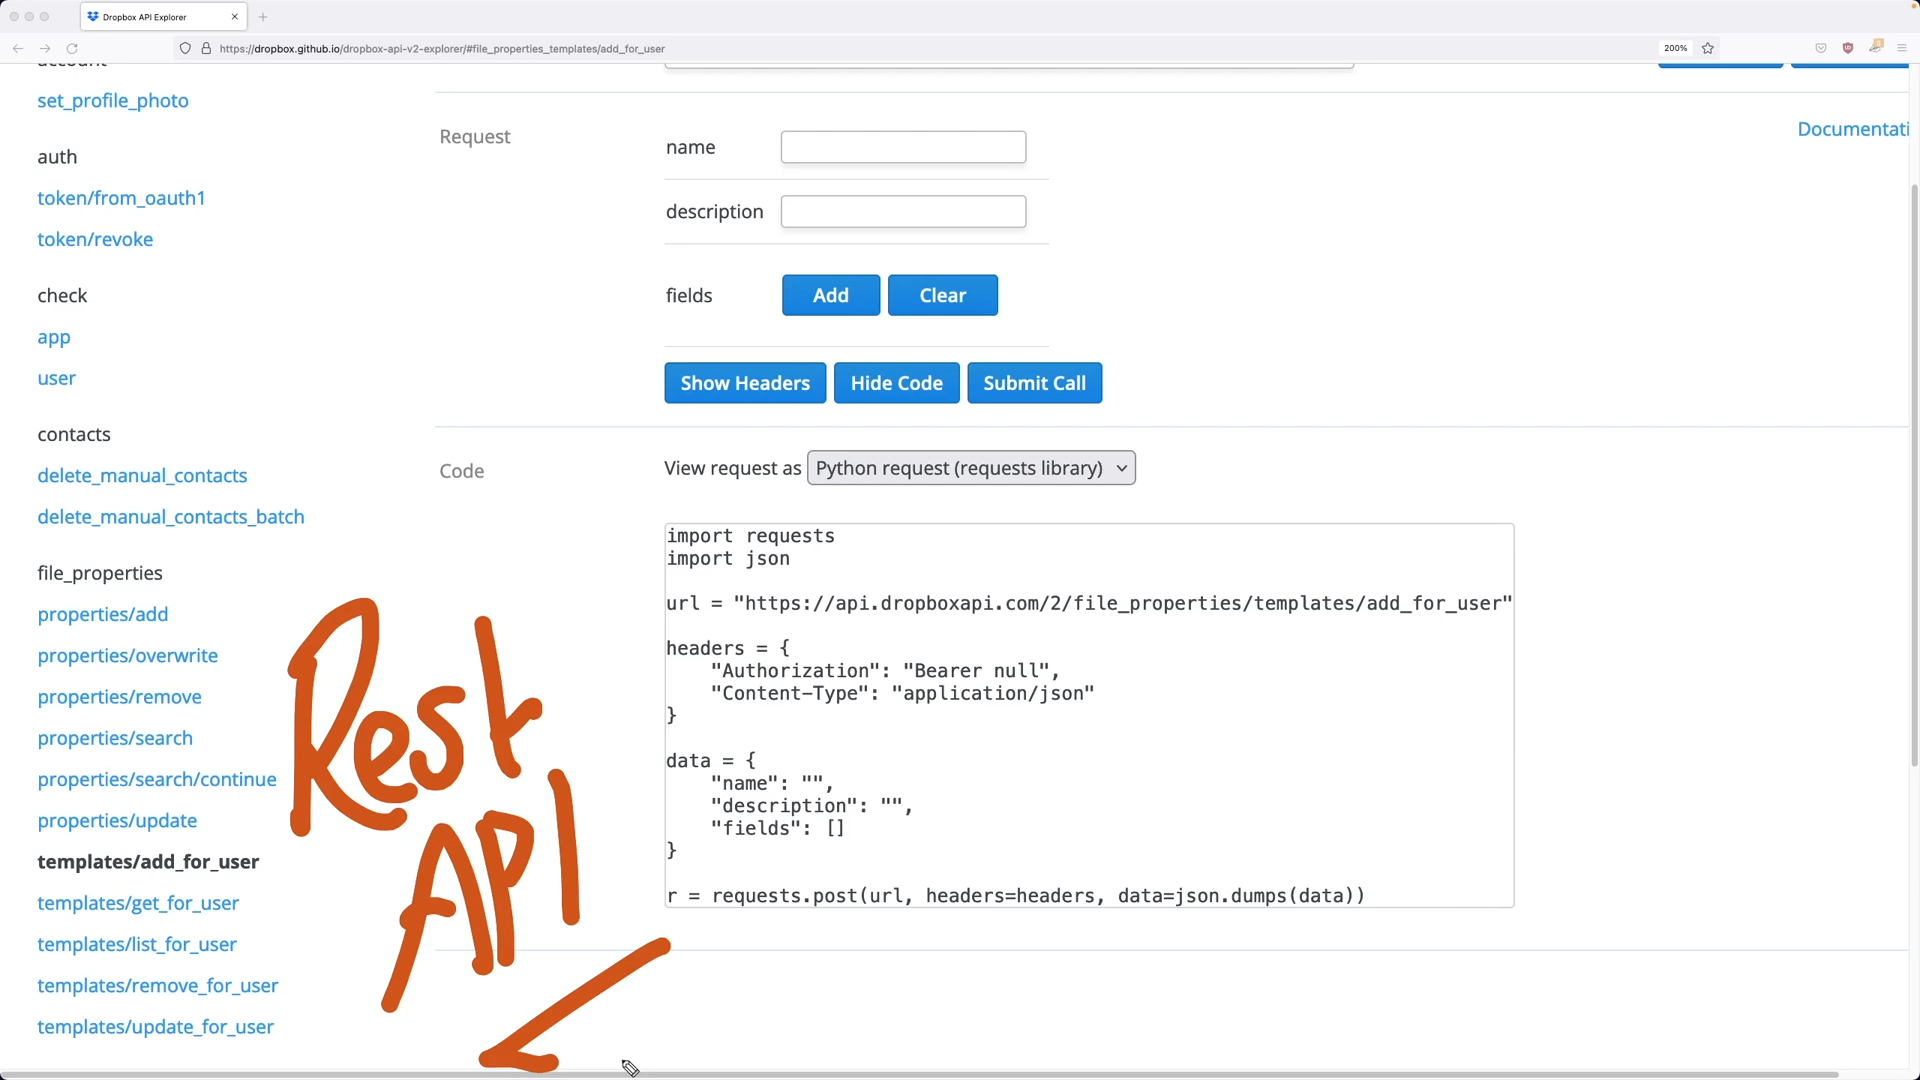 Dropbox API Explorer
https://dropbox.github.io/dropbox-api-v2-explorer/#file_properties_templates/add_for_user
200%
account
set_profile_photo
auth
token/from_oauth1
token/revoke
check
app
user
contacts
delete_manual_contacts
delete_manual_contacts_batch
file_properties
properties/add
properties/overwrite
properties/remove
properties/search
properties/search/continue
properties/update
templates/add_for_user
templates/get_for_user
templates/list_for_user
templates/remove_for_user
templates/update_for_user
Rest
API
Request
Documentati
name
description
fields
Add Clear
Show Headers Hide Code Submit Call
Code
View request as Python request (requests library)
import requests
import json
url = "https://api.dropboxapi.com/2/file_properties/templates/add_for_user"
headers = {
"Authorization": "Bearer null",
"Content-Type": "application/json"
}
data = {
"name": "",
"description": "",
"fields": []
}
r = requests.post(url, headers=headers, data=json.dumps(data))